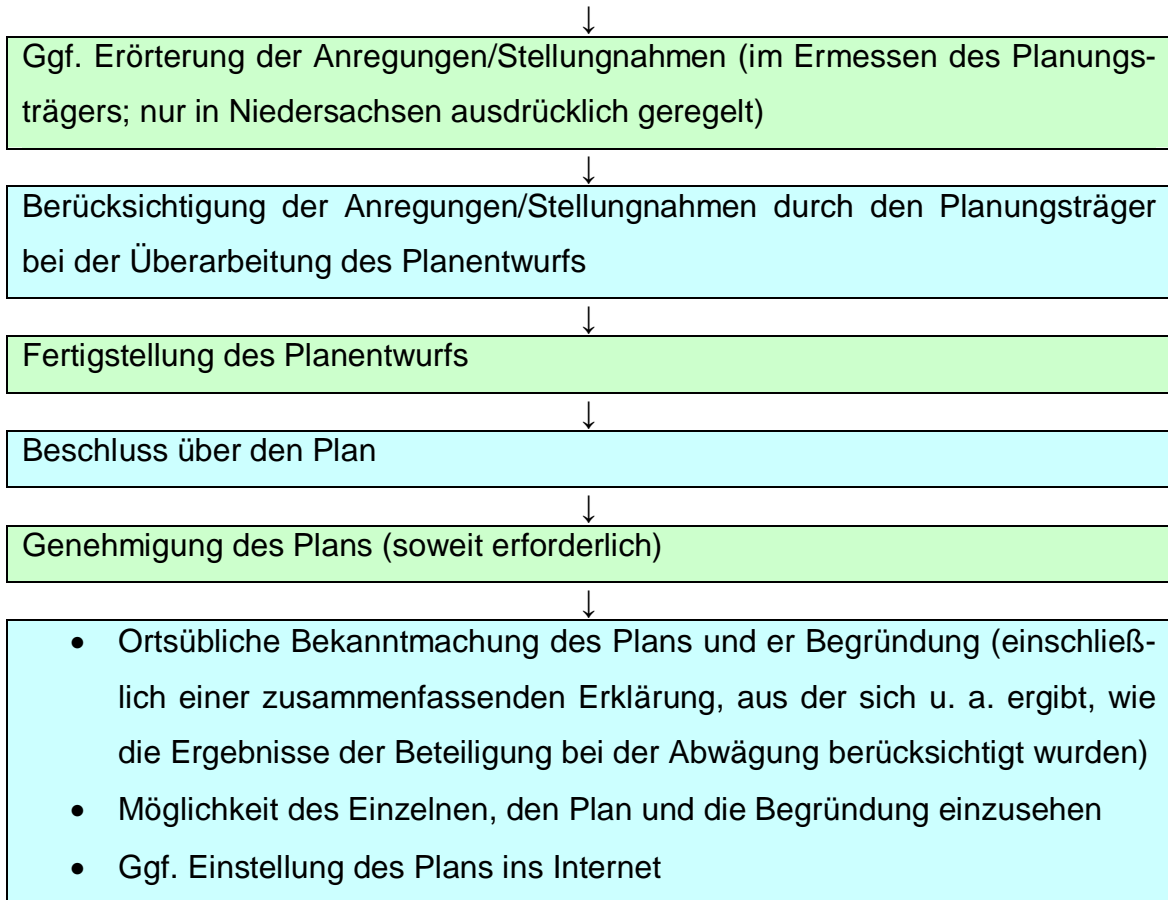 ↓
Ggf. Erörterung der Anregungen/Stellungnahmen (im Ermessen des Planungs-
trägers; nur in Niedersachsen ausdrücklich geregelt)
↓
Berücksichtigung der Anregungen/Stellungnahmen durch den Planungsträger
bei der Überarbeitung des Planentwurfs
↓
Fertigstellung des Planentwurfs
↓
Beschluss über den Plan
↓
Genehmigung des Plans (soweit erforderlich)
↓
• Ortsübliche Bekanntmachung des Plans und er Begründung (einschließ-
lich einer zusammenfassenden Erklärung, aus der sich u. a. ergibt, wie
die Ergebnisse der Beteiligung bei der Abwägung berücksichtigt wurden)
• Möglichkeit des Einzelnen, den Plan und die Begründung einzusehen
• Ggf. Einstellung des Plans ins Internet